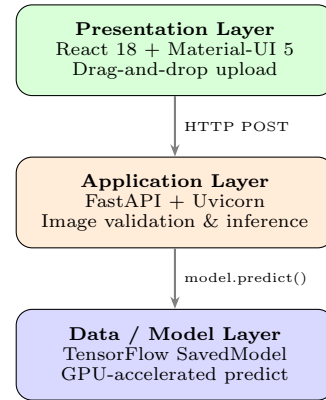 Presentation Layer
React 18 + Material-UI 5
Drag-and-drop upload
HTTP POST
Application Layer
FastAPI + Uvicorn
Image validation & inference
model.predict()
Data / Model Layer
TensorFlow SavedModel
GPU-accelerated predict